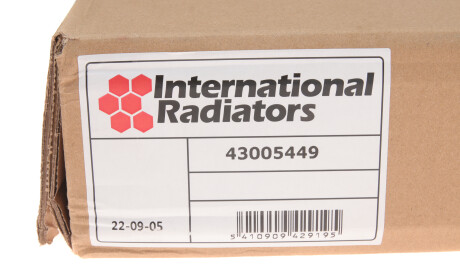 International
Radiators
43005449
22-09-05
5 410909 429195